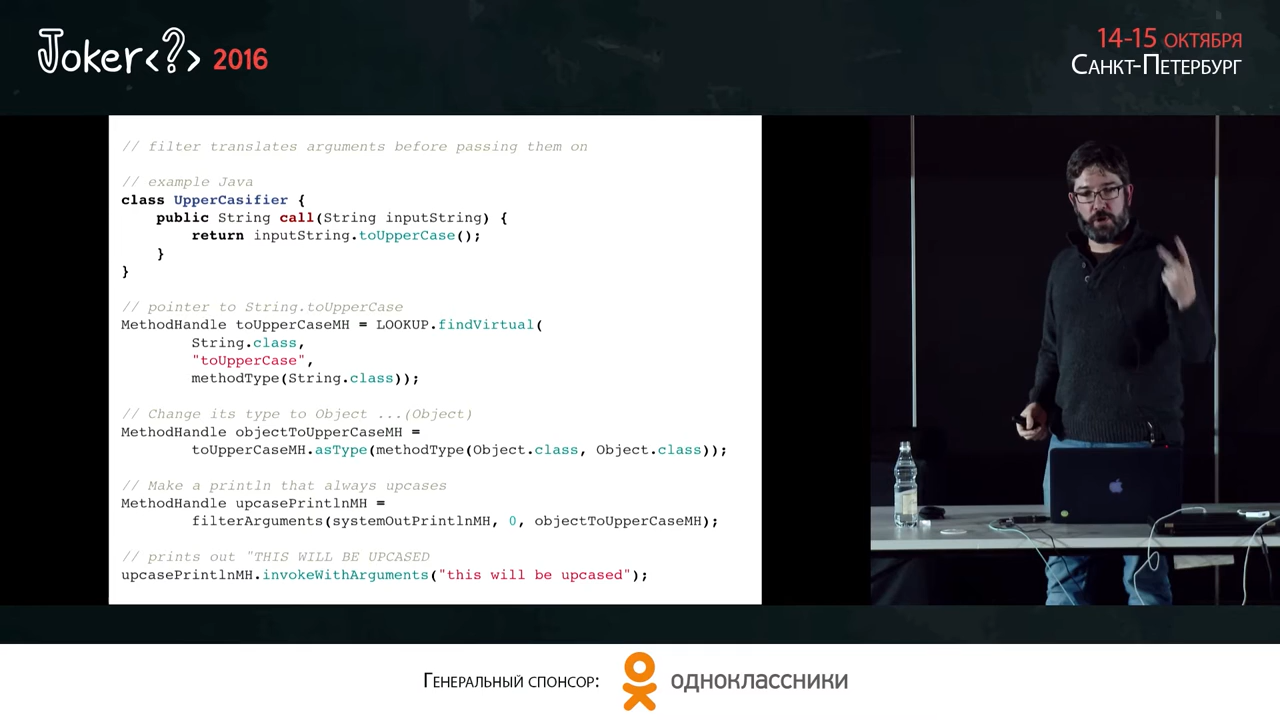 Joker<?> 2016
14-15 октября
Санкт-Петербург
// filter translates arguments before passing them on
// example Java
class UpperCasifier {
    public String call(String inputString) {
        return inputString.toUpperCase();
    }
}
// pointer to String.toUpperCase
MethodHandle toUpperCaseMH = LOOKUP.findVirtual(
        String.class,
        "toUpperCase",
        methodType(String.class));
// Change its type to Object ...(Object)
MethodHandle objectToUpperCaseMH =
        toUpperCaseMH.asType(methodType(Object.class, Object.class));
// Make a println that always upcases
MethodHandle upcasePrintlnMH =
        filterArguments(systemOutPrintlnMH, 0, objectToUpperCaseMH);
// prints out "THIS WILL BE UPCASED
upcasePrintlnMH.invokeWithArguments("this will be upcased");
Генеральный спонсор:
одноклассники